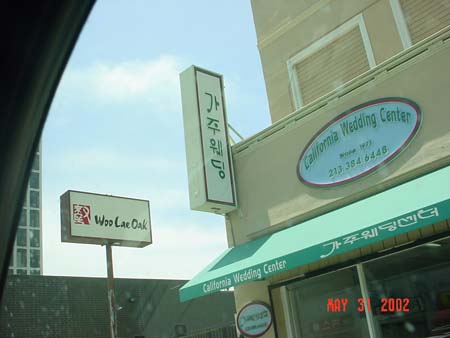 가주웨딩
California Wedding Center
Since 1977
213.384.6448
Woo Lae Oak
California Wedding Center 가주웨딩센터
MAY 31 2002